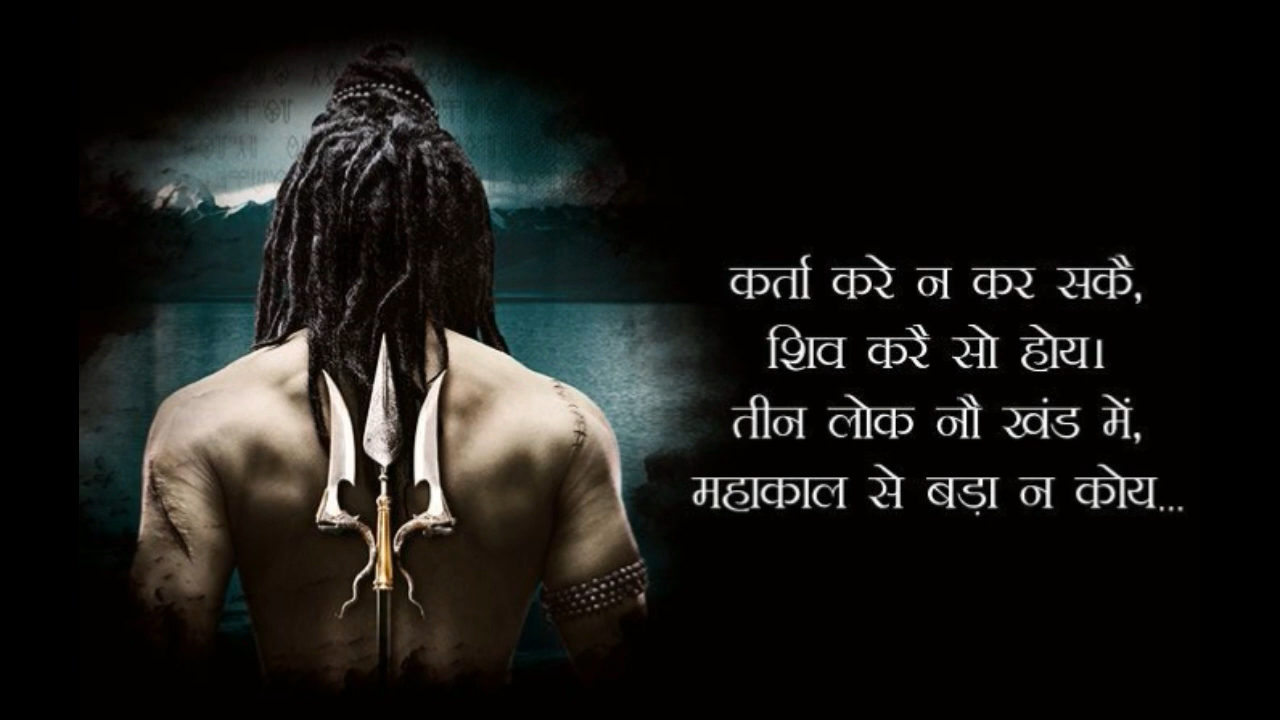 कर्ता करे न कर सकै,
शिव करै सो होय।
तीन लोक नौ खंड में,
महाकाल से बड़ा न कोय...